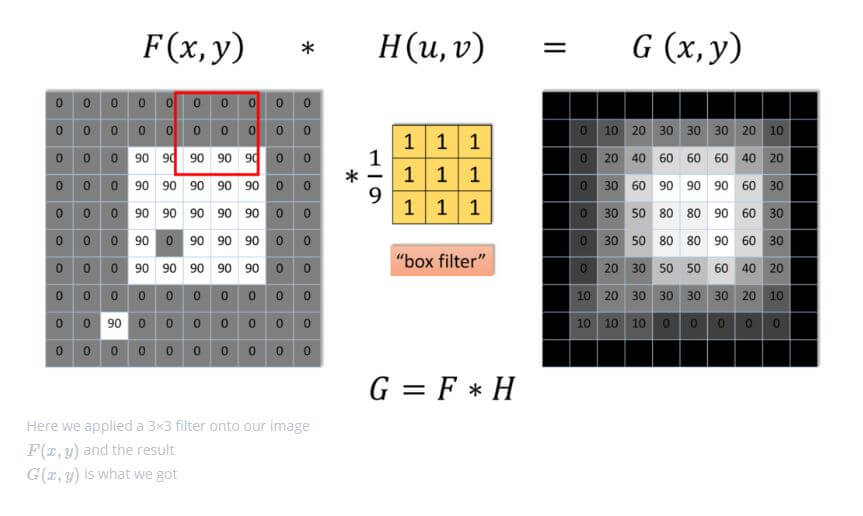 F(x, y) * H(u, v) = G (x, y)
0 0 0 0 0 0 0 0 0 0
0 0 0 0 0 0 0 0 0 0
0 0 0 90 90 90 90 90 0 0
0 0 0 90 90 90 90 90 0 0
0 0 0 90 90 90 90 90 0 0
0 0 0 90 0 90 90 90 0 0
0 0 0 90 90 90 90 90 0 0
0 0 0 0 0 0 0 0 0 0
0 0 90 0 0 0 0 0 0 0
0 0 0 0 0 0 0 0 0 0
* 1/9
1 1 1
1 1 1
1 1 1
“box filter”
0 10 20 30 30 30 20 10
0 20 40 60 60 60 40 20
0 30 60 90 90 90 60 30
0 30 50 80 80 90 60 30
0 30 50 80 80 90 60 30
0 20 30 50 50 60 40 20
10 20 30 30 30 30 20 10
10 10 10 0 0 0 0 0
G = F * H
Here we applied a 3×3 filter onto our image
F(x, y) and the result
G(x, y) is what we got